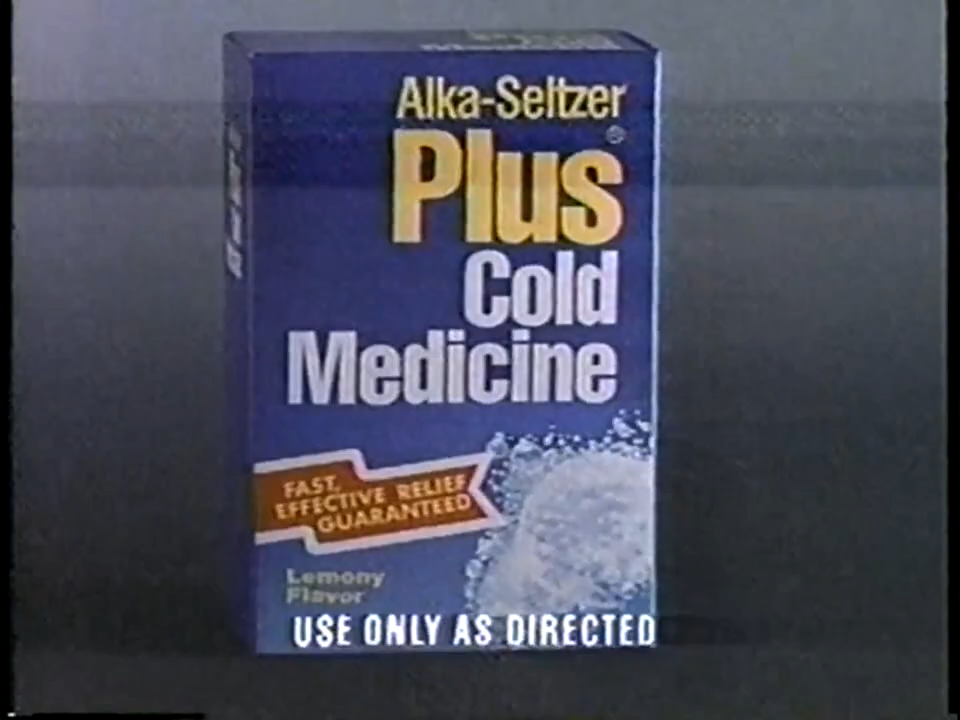 Alka-Seltzer
Plus®
Cold
Medicine
FAST,
EFFECTIVE RELIEF
GUARANTEED
Lemony
Flavor
USE ONLY AS DIRECTED